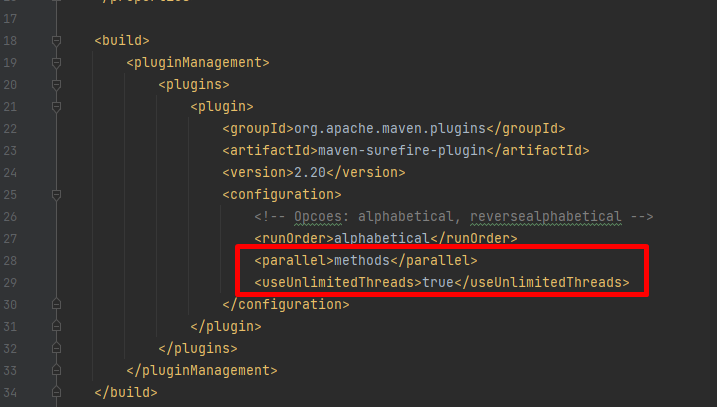 17
18 <build>
19 <pluginManagement>
20 <plugins>
21 <plugin>
22 <groupId>org.apache.maven.plugins</groupId>
23 <artifactId>maven-surefire-plugin</artifactId>
24 <version>2.20</version>
25 <configuration>
26 <!-- Opcoes: alphabetical, reversealphabetical -->
27 <runOrder>alphabetical</runOrder>
28 <parallel>methods</parallel>
29 <useUnlimitedThreads>true</useUnlimitedThreads>
30 </configuration>
31 </plugin>
32 </plugins>
33 </pluginManagement>
34 </build>